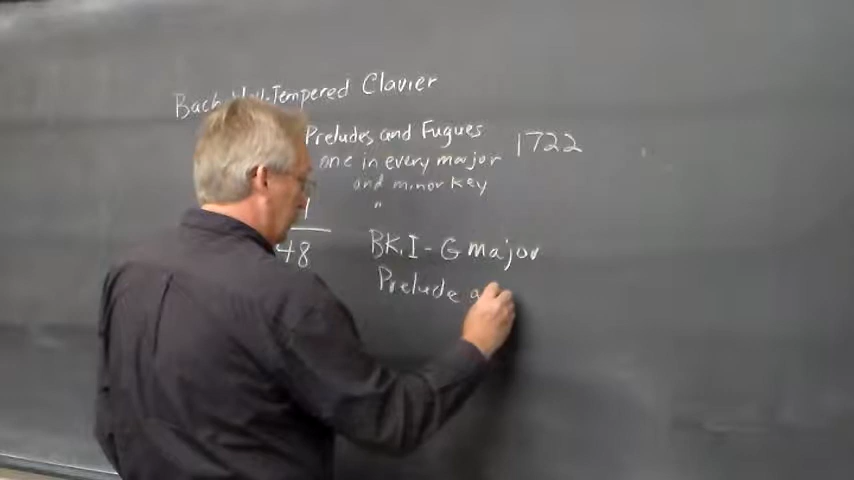 Bach Tempered Clavier
Preludes and Fugues 1722
one in every major
and minor key
"
48 BK. I - G major
Prelude a